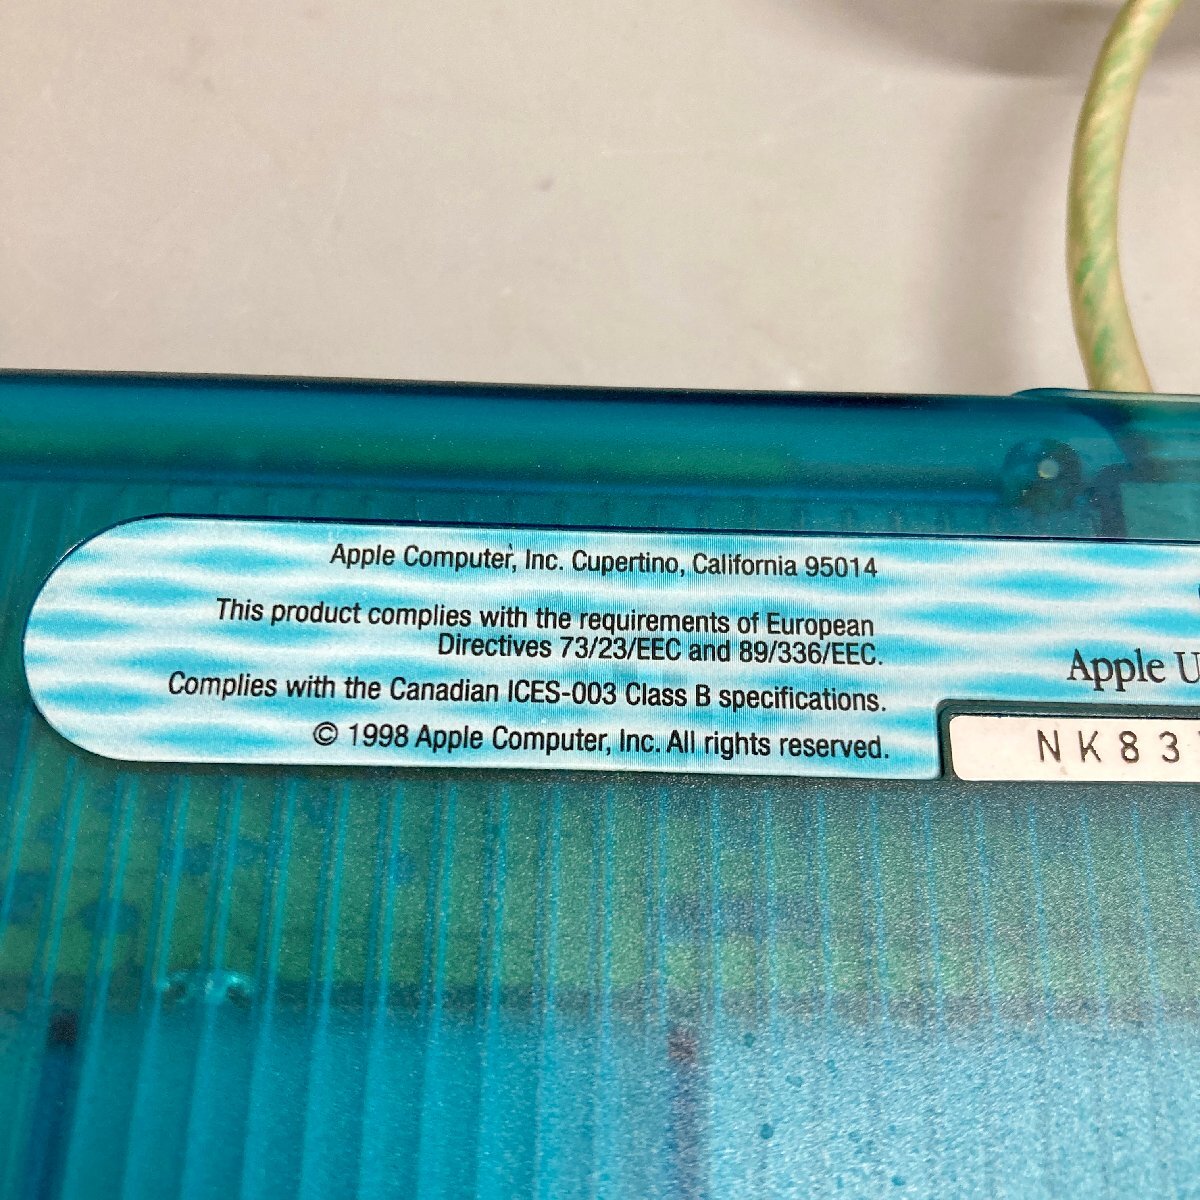 Apple Computer, Inc. Cupertino, California 95014
This product complies with the requirements of European
Directives 73/23/EEC and 89/336/EEC.
Complies with the Canadian ICES-003 Class B specifications.
© 1998 Apple Computer, Inc. All rights reserved.
Apple U
NK83